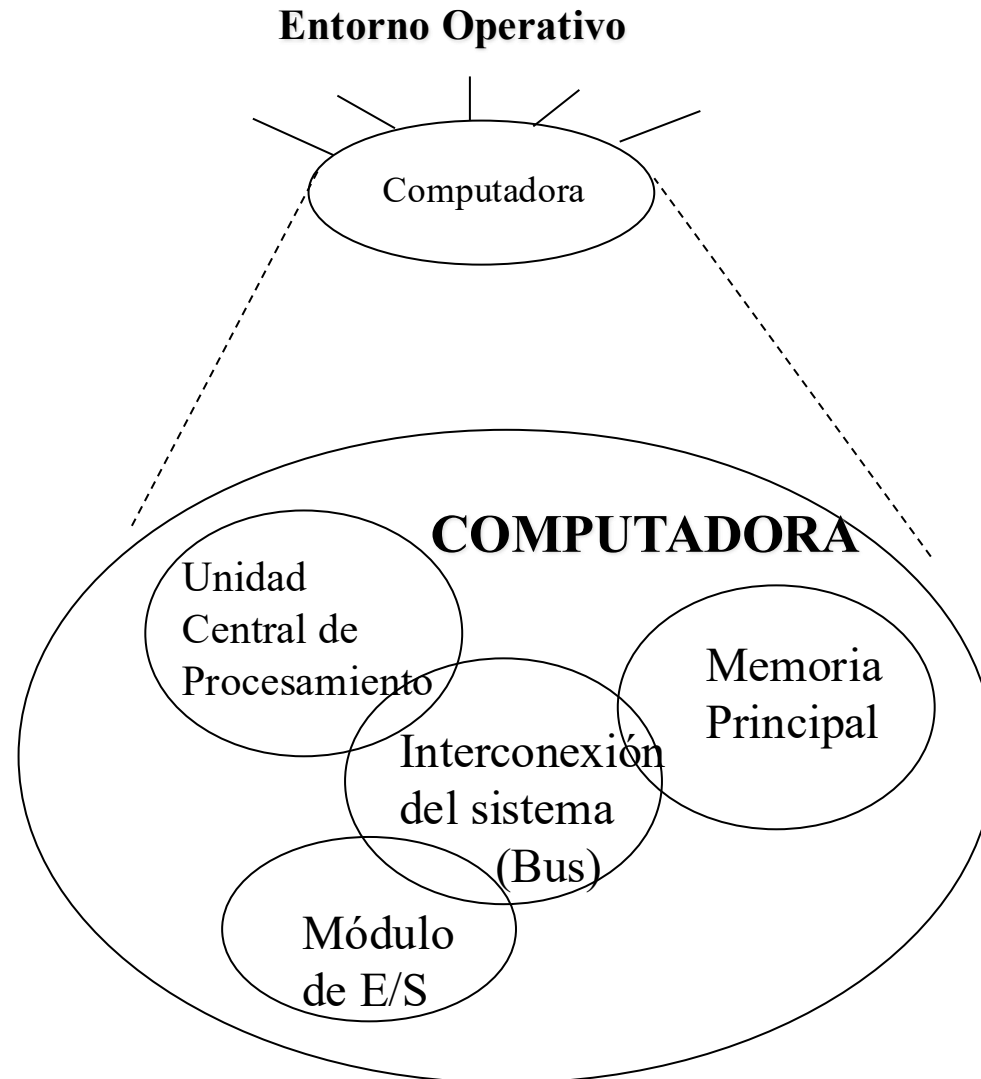 Entorno Operativo
Computadora
COMPUTADORA
Unidad
Central de
Procesamiento
Memoria
Principal
Interconexión
del sistema
(Bus)
Módulo
de E/S